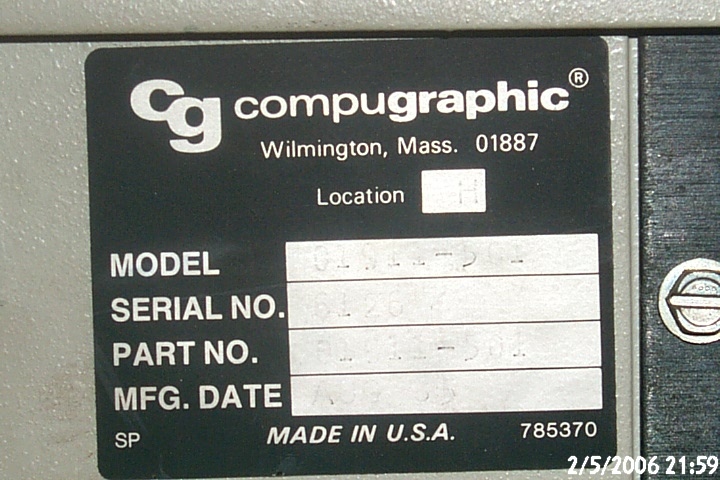 cg compugraphic®
Wilmington, Mass. 01887
Location H
MODEL
SERIAL NO. 6126
PART NO.
MFG. DATE
SP MADE IN U.S.A. 785370
2/5/2006 21:59